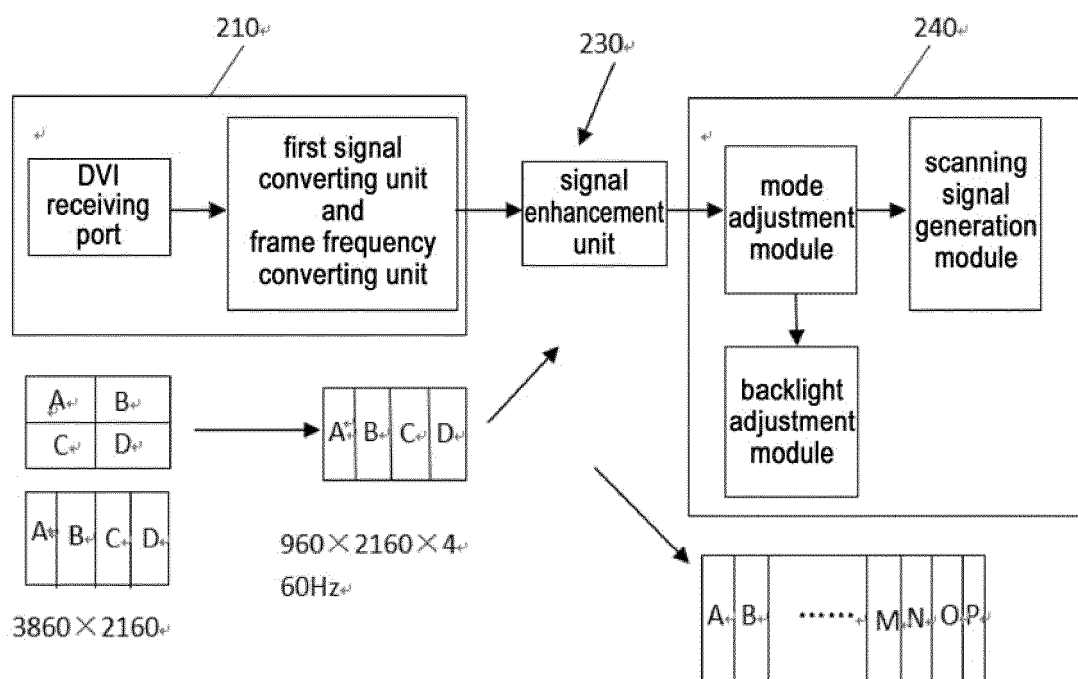 210
230
240
DVI
receiving
port
first signal
converting unit
and
frame frequency
converting unit
signal
enhancement
unit
mode
adjustment
module
scanning
signal
generation
module
backlight
adjustment
module
A B
C D
A B C D
3860×2160
A B C D
960×2160×4
60Hz
A B ······ M N O P